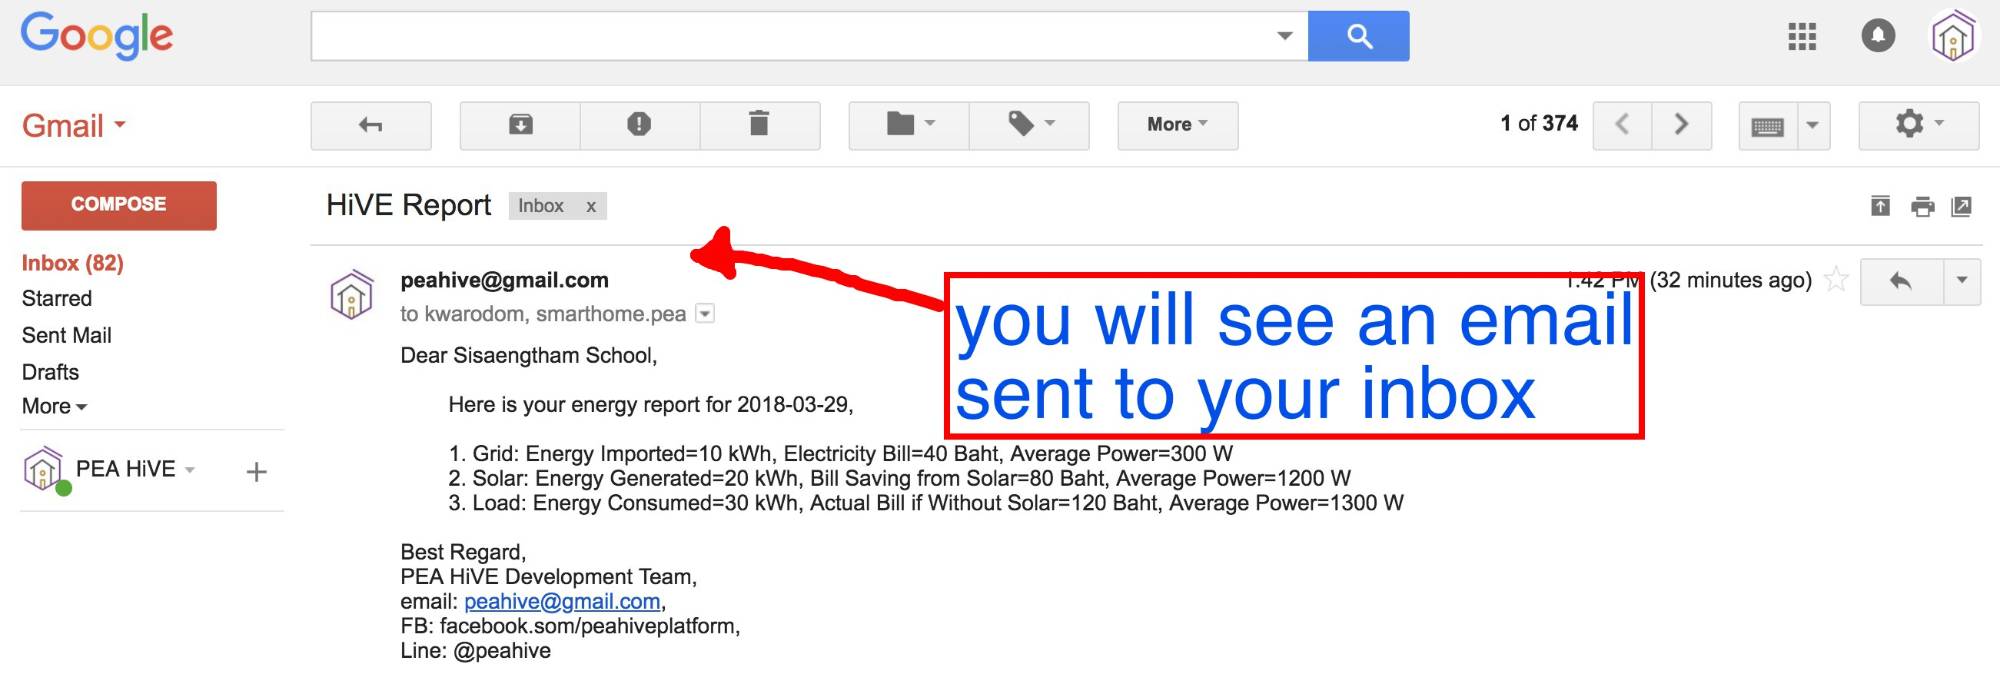 Google
Gmail
More
1 of 374
COMPOSE
HiVE Report Inbox x
Inbox (82)
Starred
Sent Mail
Drafts
More
PEA HiVE
peahive@gmail.com
1:42 PM (32 minutes ago)
to kwarodom, smarthome.pea
you will see an email
sent to your inbox
Dear Sisaengtham School,
Here is your energy report for 2018-03-29,
1. Grid: Energy Imported=10 kWh, Electricity Bill=40 Baht, Average Power=300 W
2. Solar: Energy Generated=20 kWh, Bill Saving from Solar=80 Baht, Average Power=1200 W
3. Load: Energy Consumed=30 kWh, Actual Bill if Without Solar=120 Baht, Average Power=1300 W
Best Regard,
PEA HiVE Development Team,
email: peahive@gmail.com,
FB: facebook.som/peahiveplatform,
Line: @peahive